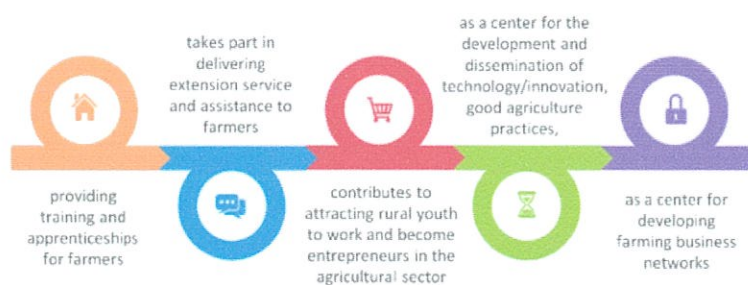 providing
training and
apprenticeships
for farmers
takes part in
delivering
extension service
and assistance to
farmers
contributes to
attracting rural youth
to work and become
entrepreneurs in the
agricultural sector
as a center for the
development and
dissemination of
technology/innovation,
good agriculture
practices,
as a center for
developing
farming business
networks